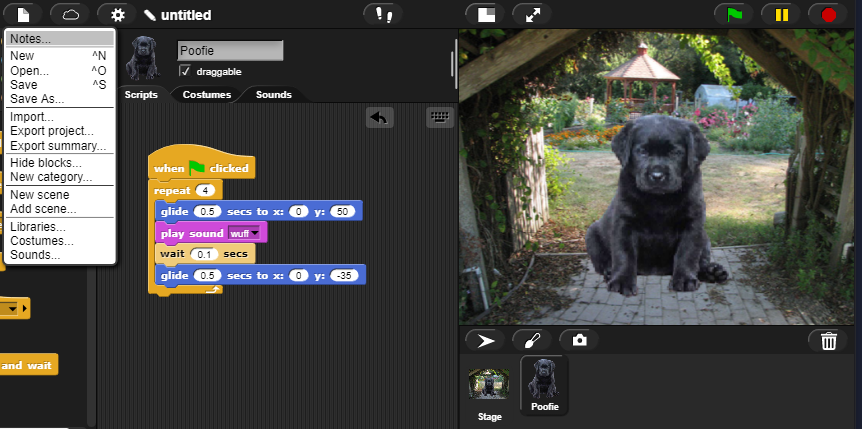 untitled
Notes...
New ^N
Open... ^O
Save ^S
Save As...
Import...
Export project...
Export summary...
Hide blocks...
New category...
New scene
Add scene...
Libraries...
Costumes...
Sounds...
and wait
Poofie
draggable
Scripts Costumes Sounds
when clicked
repeat 4
glide 0.5 secs to x: 0 y: 50
play sound wuff
wait 0.1 secs
glide 0.5 secs to x: 0 y: -35
Stage
Poofie